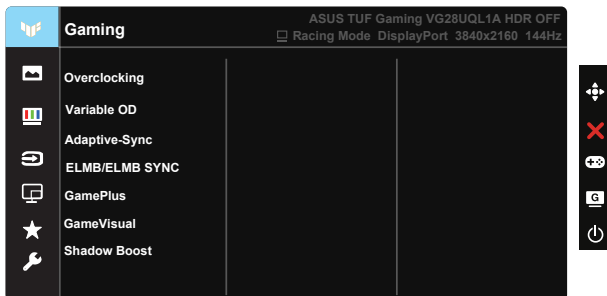 Gaming
ASUS TUF Gaming VG28UQL1A HDR OFF
Racing Mode DisplayPort 3840x2160 144Hz
Overclocking
Variable OD
Adaptive-Sync
ELMB/ELMB SYNC
GamePlus
GameVisual
Shadow Boost
G